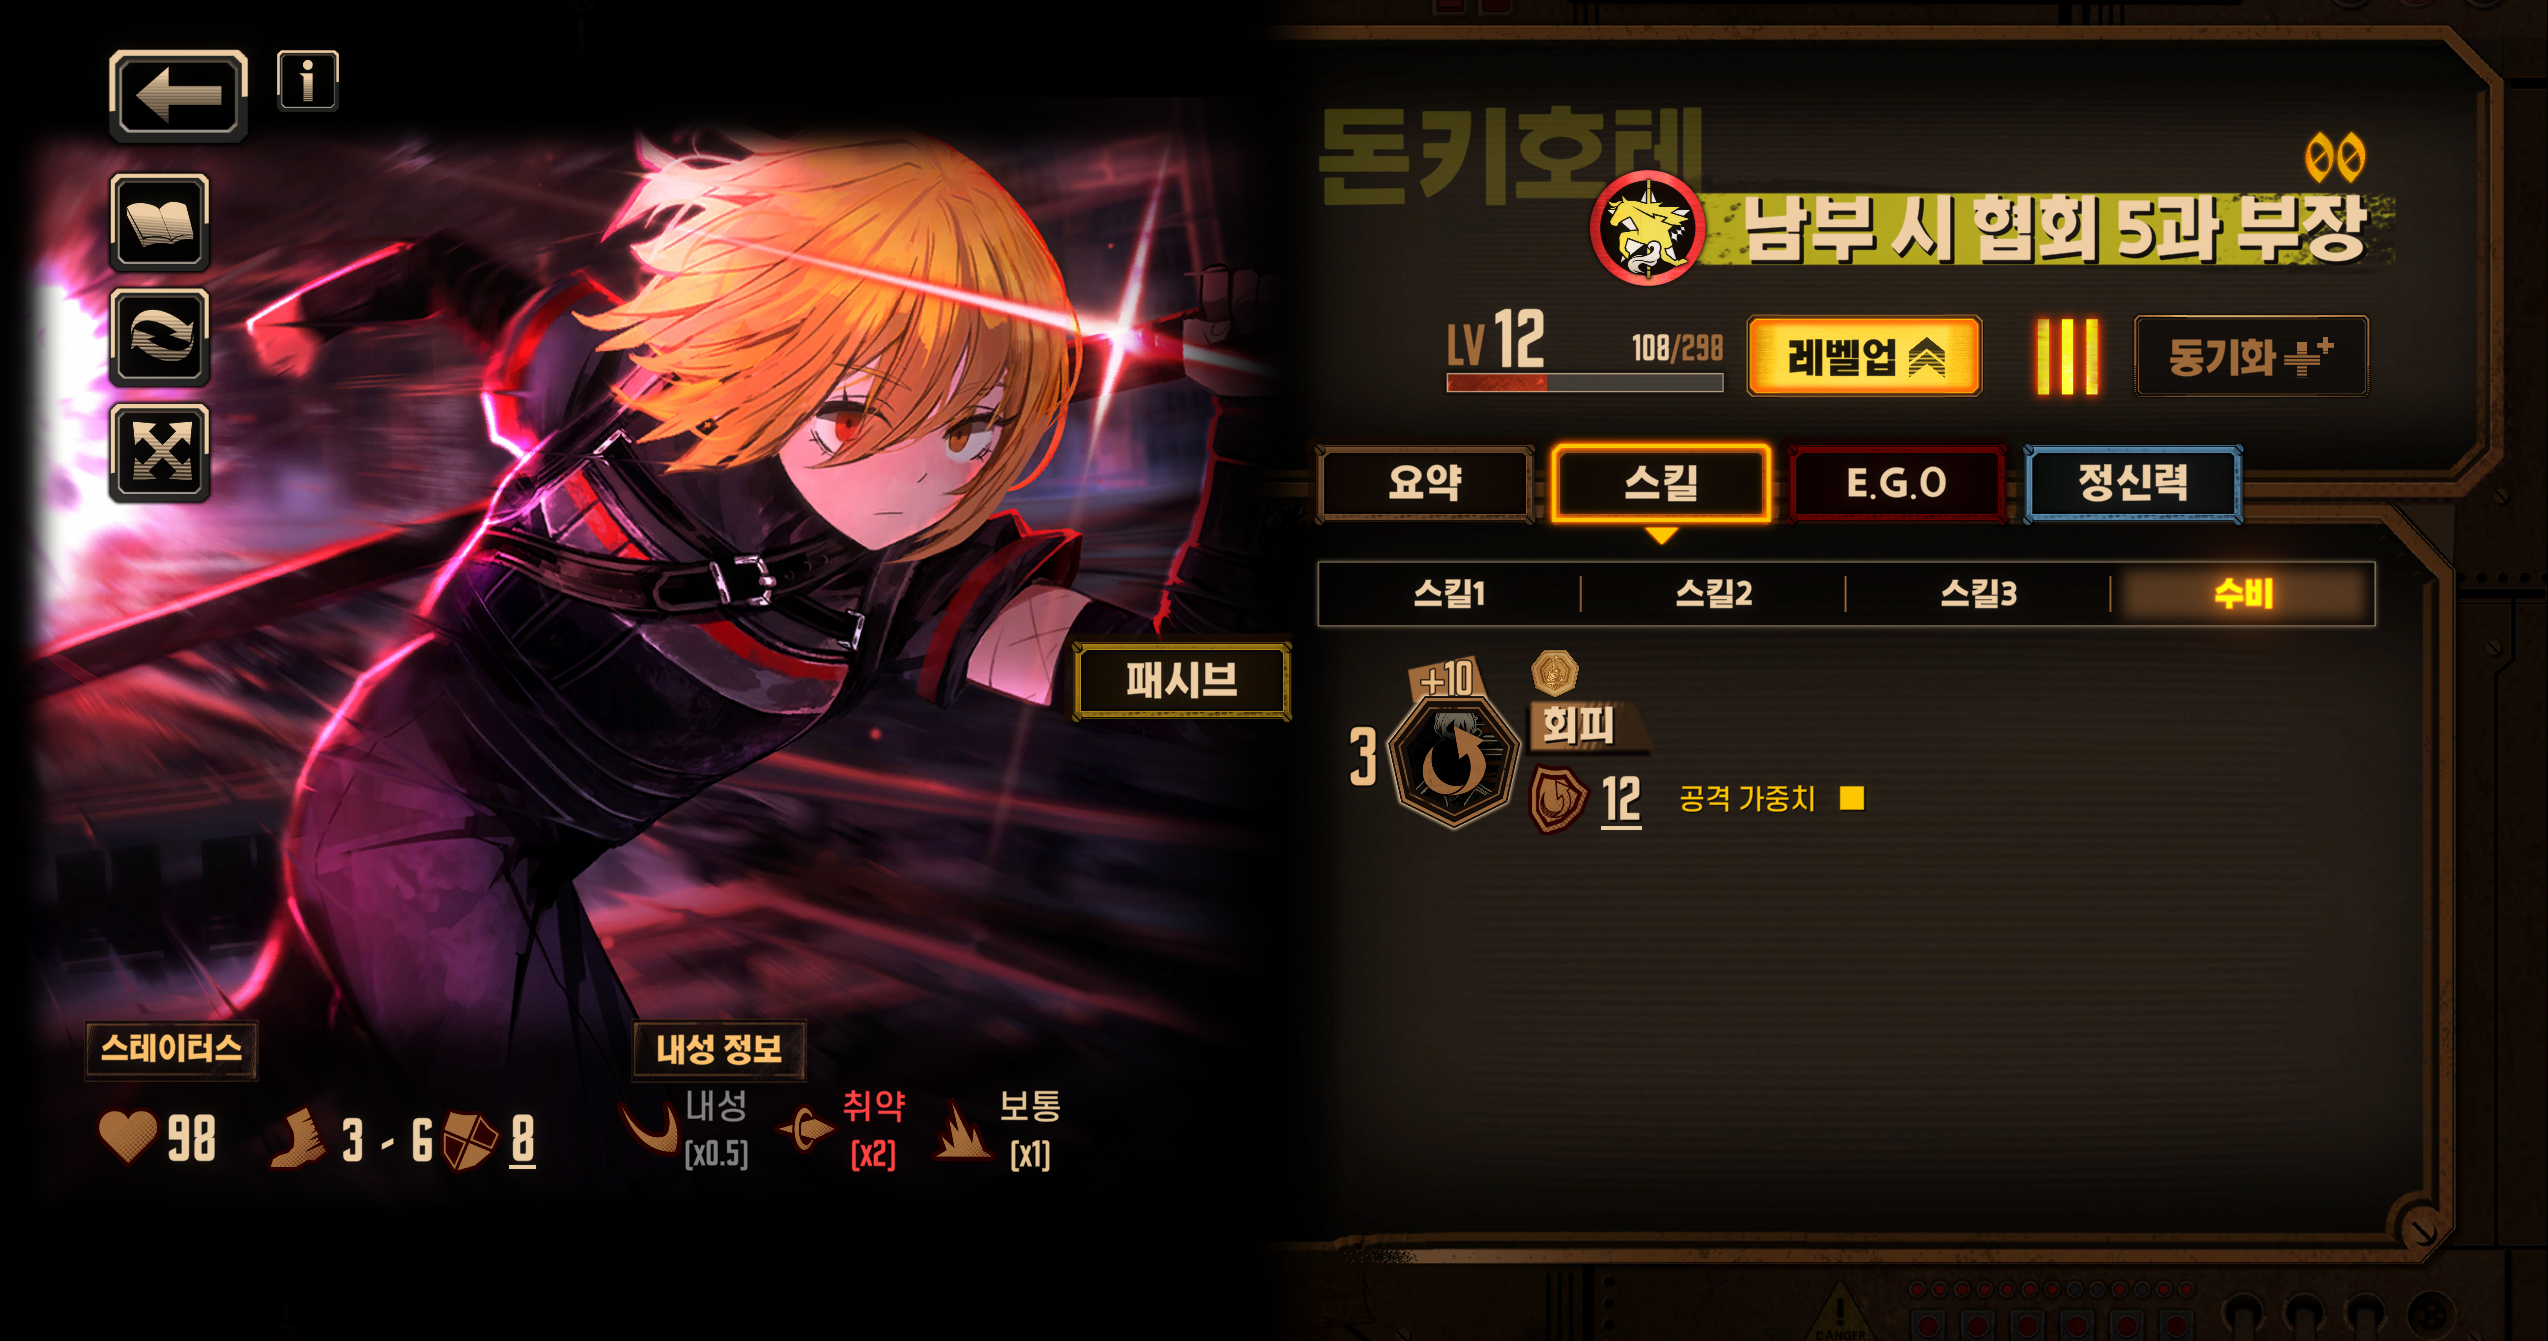 돈키호테
남부 시 협회 5과 부장
LV 12
108/298
레벨업
동기화
요약
스킬
E.G.O
정신력
스킬1
스킬2
스킬3
수비
+10
3
회피
12
공격 가중치
패시브
스테이터스
98
3 - 6
8
내성 정보
내성
[x0.5]
취약
[x2]
보통
[x1]
DANGER